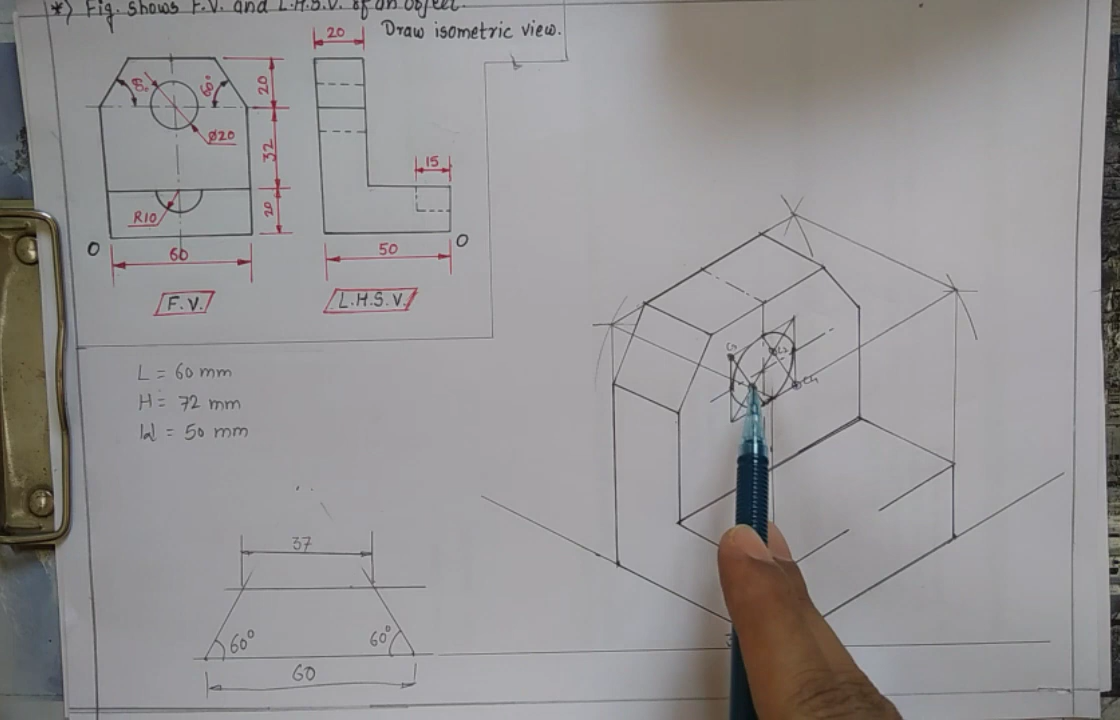 *) Fig. shows F.V. and L.H.S.V. of an object.
Draw isometric view.
20
60°
60°
20
Ø20
32
15
R10
20
O
60
50
O
F.V.
L.H.S.V.
L = 60 mm
H = 72 mm
W = 50 mm
37
60°
60°
60